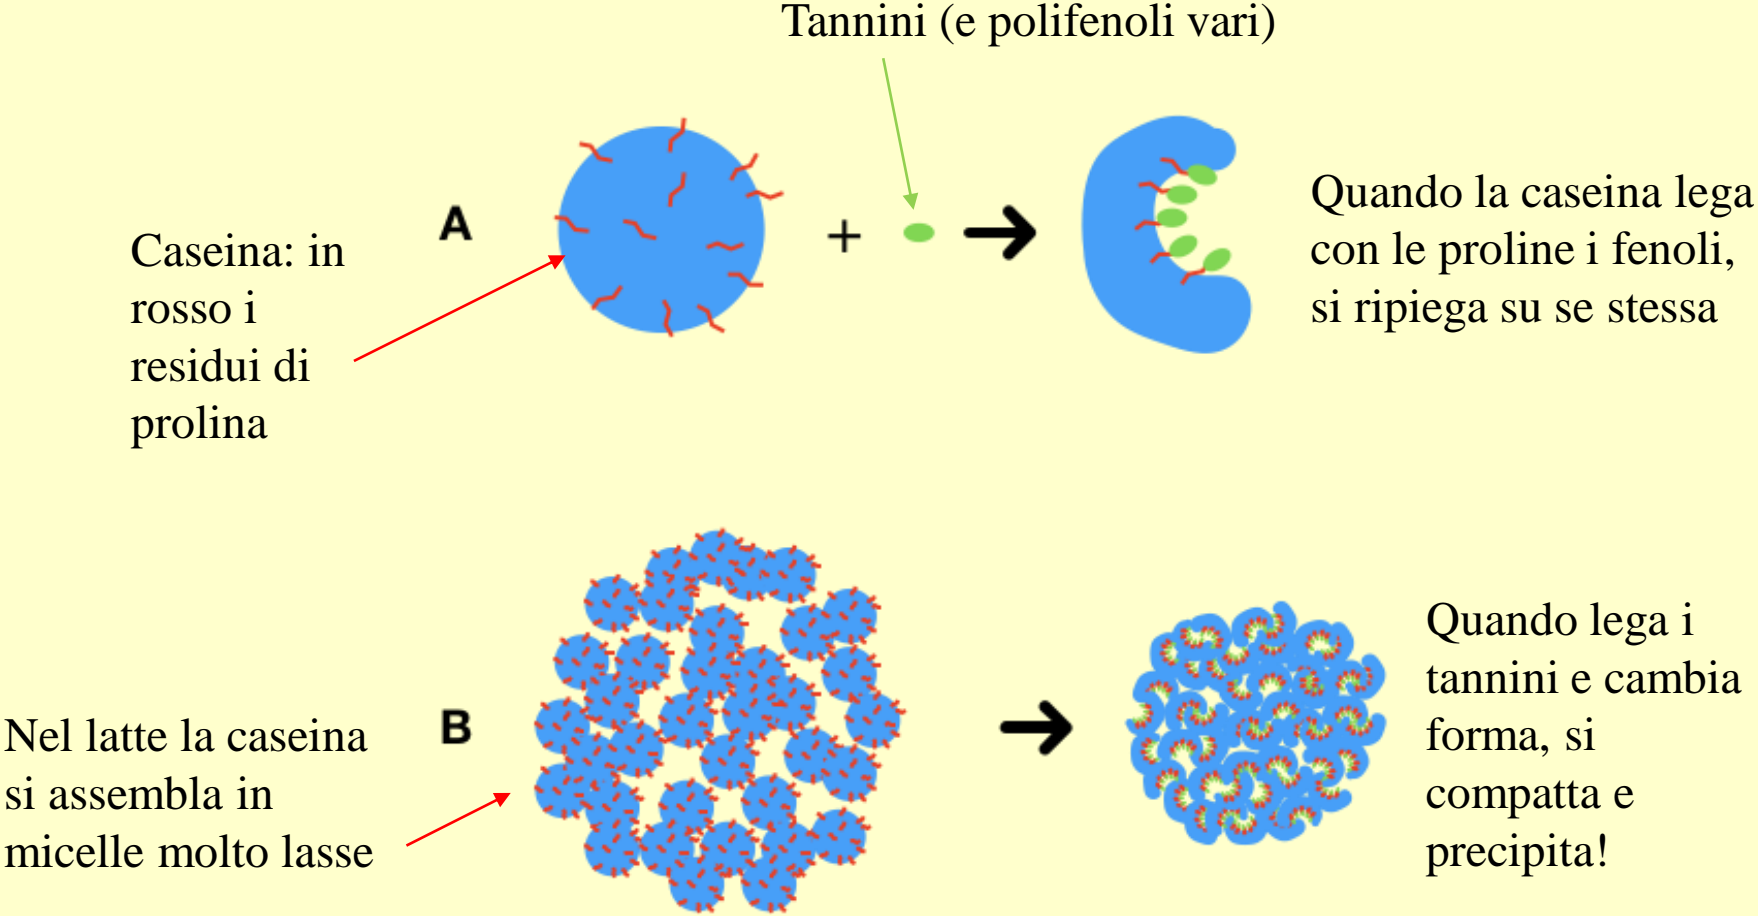 Tannini (e polifenoli vari)
A
+
Caseina: in
rosso i
residui di
prolina
Quando la caseina lega
con le proline i fenoli,
si ripiega su se stessa
B
Nel latte la caseina
si assembla in
micelle molto lasse
Quando lega i
tannini e cambia
forma, si
compatta e
precipita!